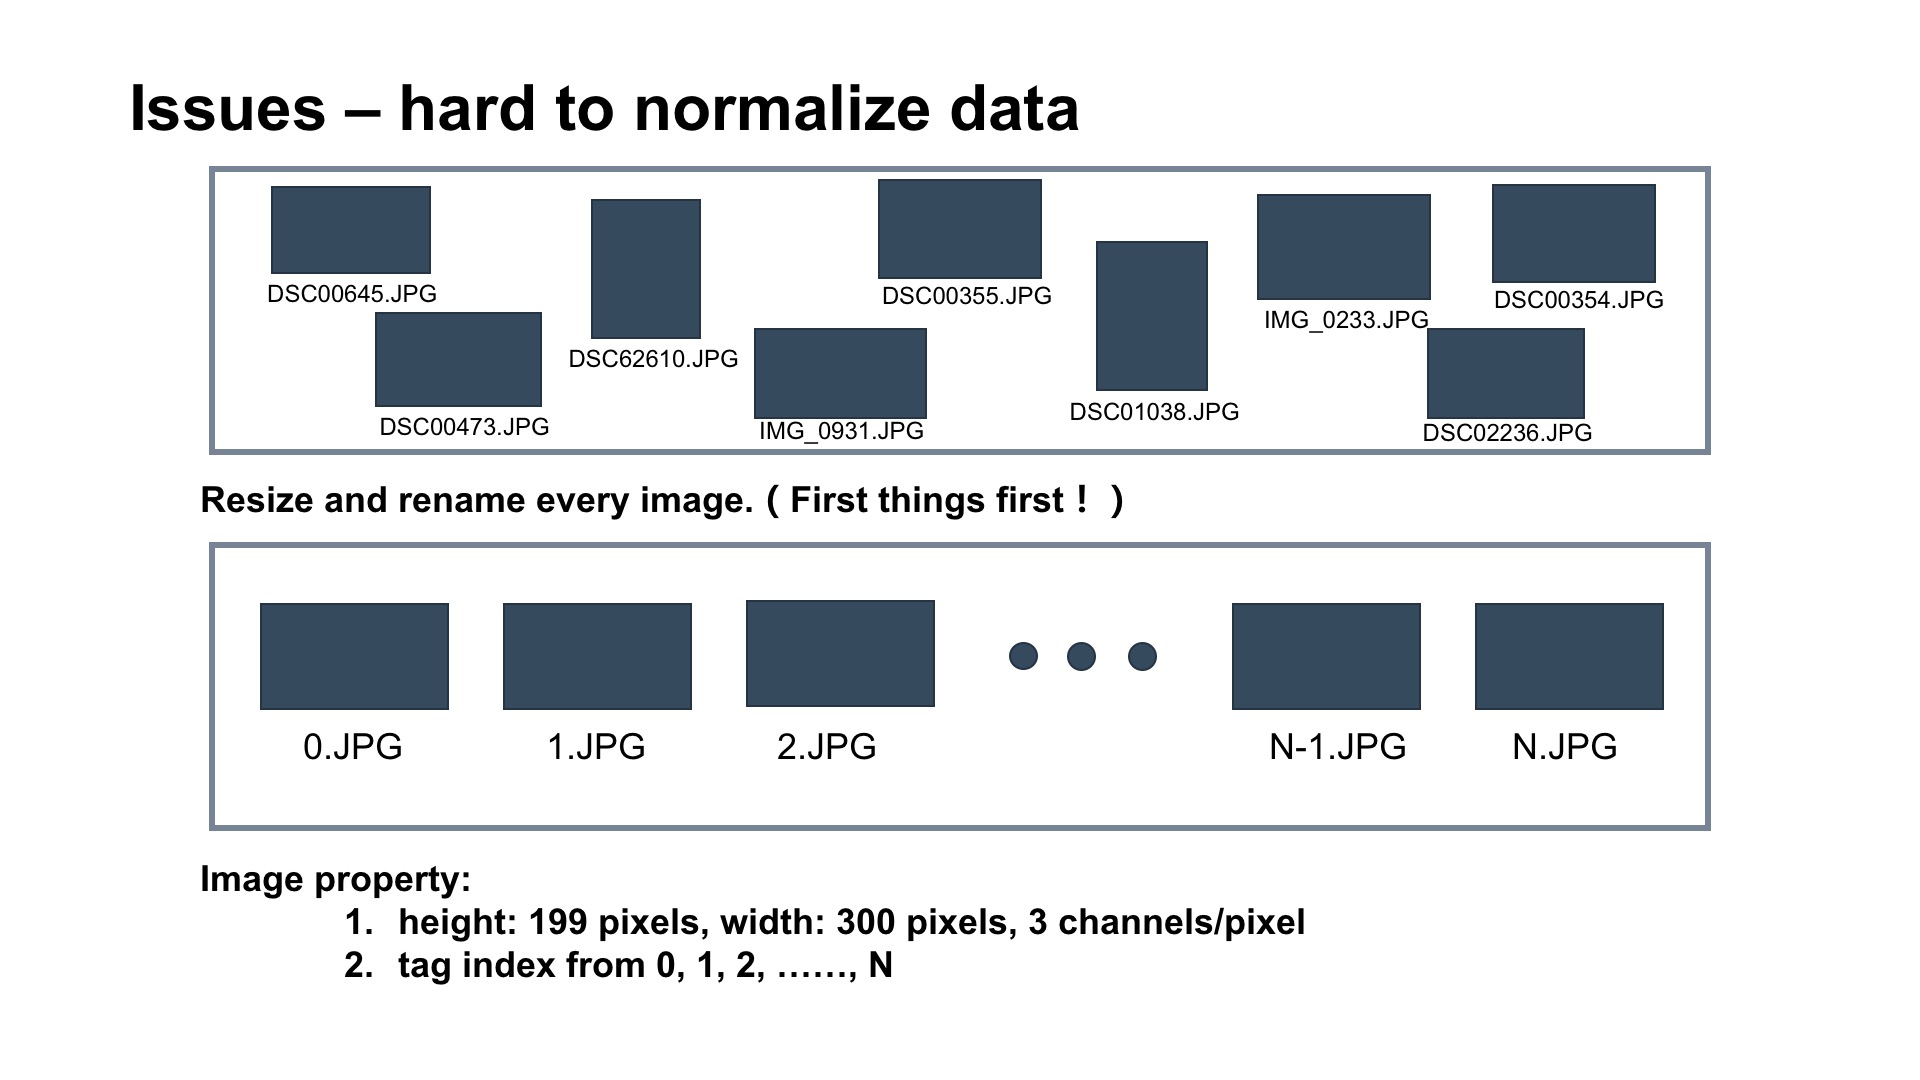 Issues – hard to normalize data
DSC00645.JPG
DSC00355.JPG
DSC00354.JPG
IMG_0233.JPG
DSC62610.JPG
DSC01038.JPG
DSC00473.JPG
IMG_0931.JPG
DSC02236.JPG
Resize and rename every image. ( First things first ! )
0.JPG
1.JPG
2.JPG
N-1.JPG
N.JPG
Image property:
1. height: 199 pixels, width: 300 pixels, 3 channels/pixel
2. tag index from 0, 1, 2, ……, N